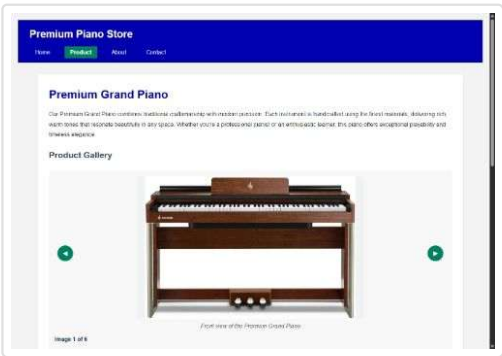 Premium Piano Store
Home Product About Contact
Premium Grand Piano
Our Premium Grand Piano combines traditional craftsmanship with modern precision. Each instrument is handcrafted using the finest materials, delivering rich
warm tones that resonate beautifully in any space. Whether you're a professional pianist or an enthusiastic learner, this piano offers exceptional playability and
timeless elegance.
Product Gallery
Front view of the Premium Grand Piano
Image 1 of 6